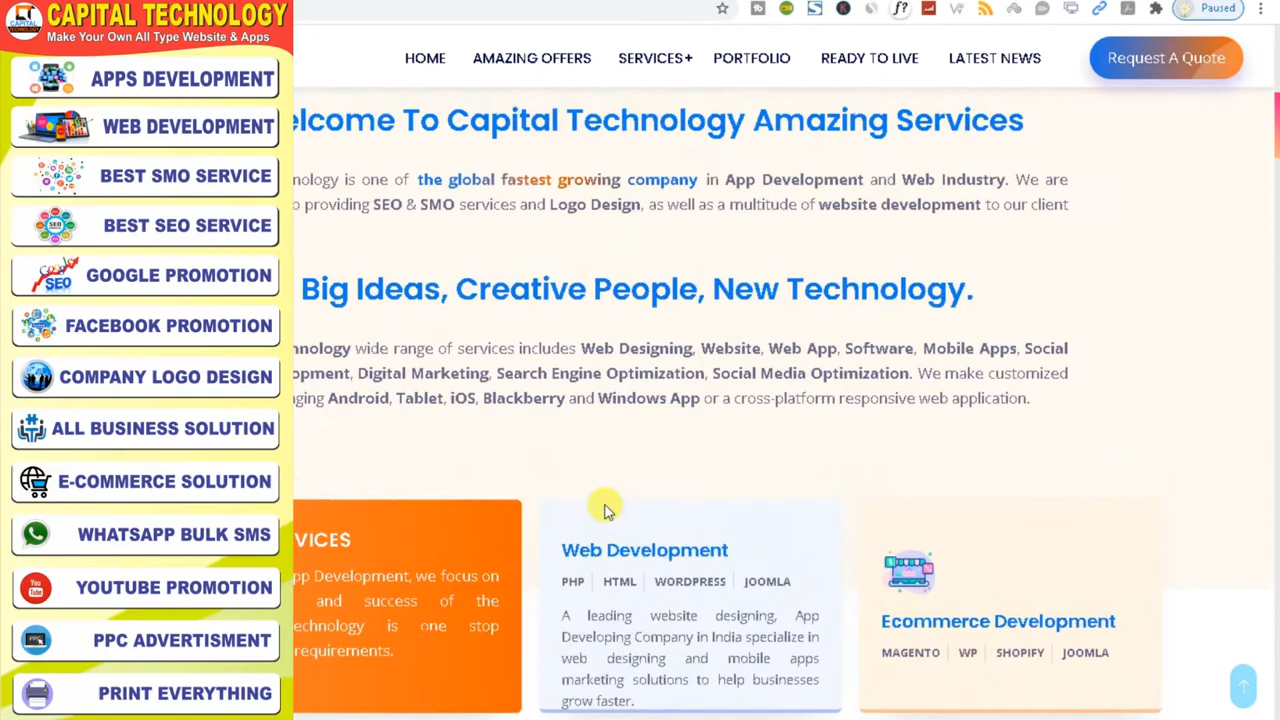 CAPITAL TECHNOLOGY
Make Your Own All Type Website & Apps
CAPITAL
TECHNOLOGY
APPS DEVELOPMENT
WEB DEVELOPMENT
BEST SMO SERVICE
BEST SEO SERVICE
SEO
GOOGLE PROMOTION
SEO
FACEBOOK PROMOTION
COMPANY LOGO DESIGN
ALL BUSINESS SOLUTION
E-COMMERCE SOLUTION
WHATSAPP BULK SMS
You
Tube
YOUTUBE PROMOTION
PPC
PPC ADVERTISMENT
PRINT EVERYTHING
Paused
HOME AMAZING OFFERS SERVICES+ PORTFOLIO READY TO LIVE LATEST NEWS Request A Quote
elcome To Capital Technology Amazing Services
nology is one of the global fastest growing company in App Development and Web Industry. We are
o providing SEO & SMO services and Logo Design, as well as a multitude of website development to our client
Big Ideas, Creative People, New Technology.
hnology wide range of services includes Web Designing, Website, Web App, Software, Mobile Apps, Social
opment, Digital Marketing, Search Engine Optimization, Social Media Optimization. We make customized
nging Android, Tablet, iOS, Blackberry and Windows App or a cross-platform responsive web application.
VICES
pp Development, we focus on
and success of the
echnology is one stop
requirements.
Web Development
PHP HTML WORDPRESS JOOMLA
A leading website designing, App
Developing Company in India specialize in
web designing and mobile apps
marketing solutions to help businesses
grow faster.
Ecommerce Development
MAGENTO WP SHOPIFY JOOMLA